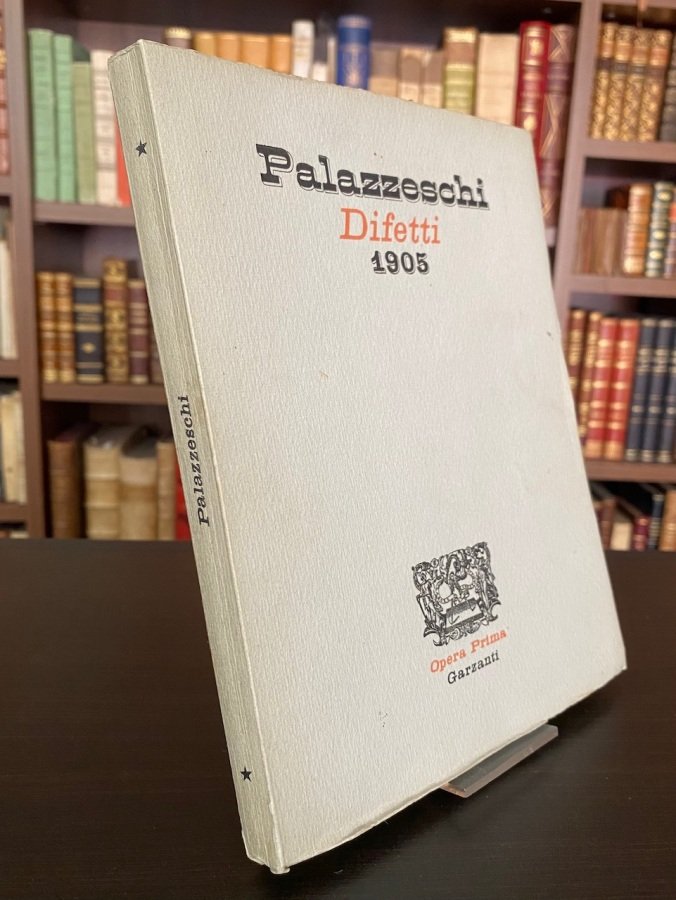 Palazzeschi
Difetti
1905
Opera Prima
Garzanti
Palazzeschi